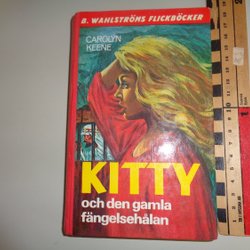 B. WAHLSTRÖMS FLICKBÖCKER
CAROLYN
KEENE
KITTY
och den gamla
fängelsehålan